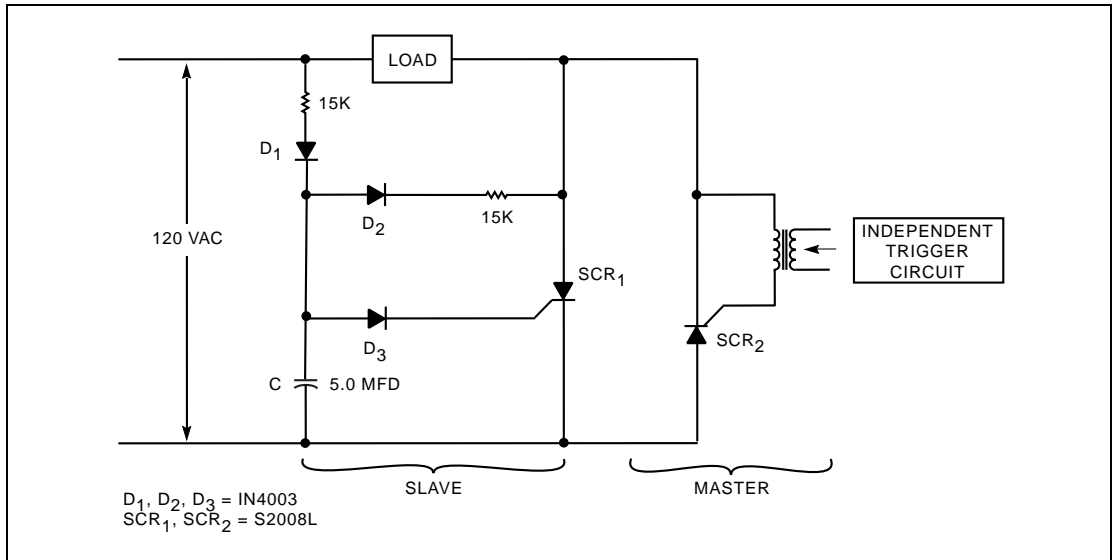 LOAD
15K
D1
D2
15K
120 VAC
INDEPENDENT
TRIGGER
CIRCUIT
SCR1
D3
SCR2
C 5.0 MFD
SLAVE
MASTER
D1, D2, D3 = IN4003
SCR1, SCR2 = S2008L